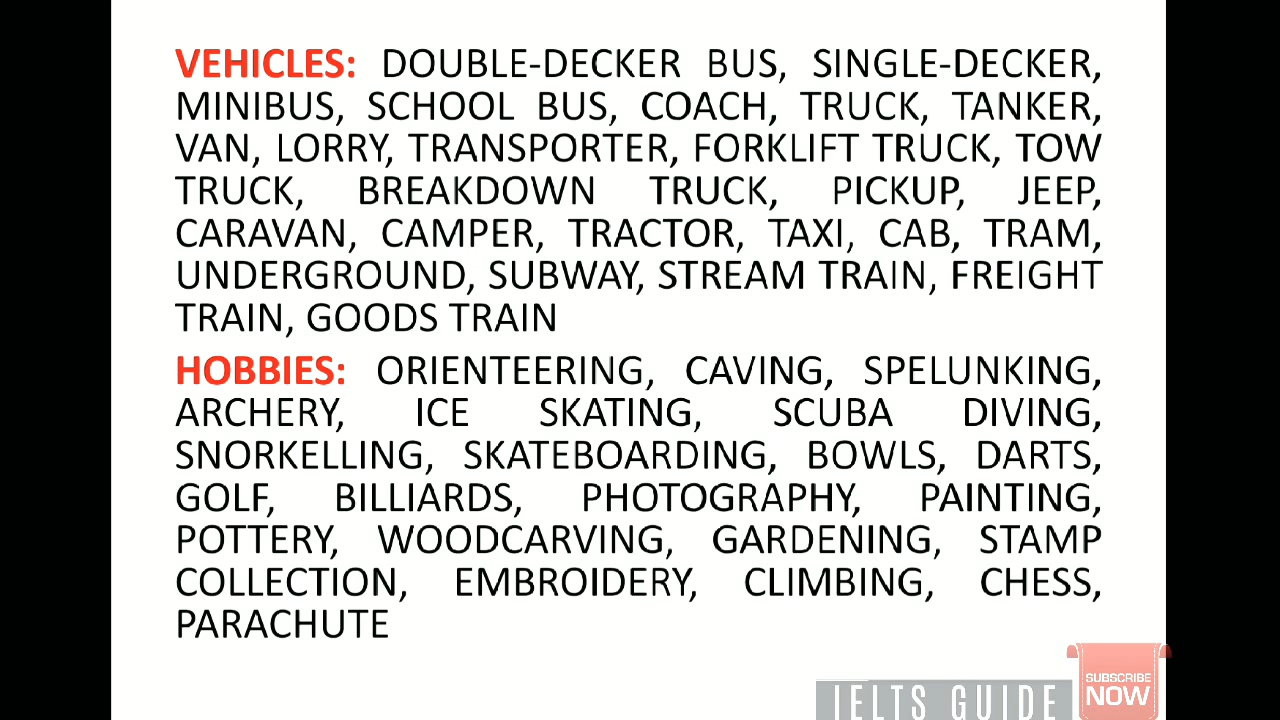 VEHICLES: DOUBLE-DECKER BUS, SINGLE-DECKER,
MINIBUS, SCHOOL BUS, COACH, TRUCK, TANKER,
VAN, LORRY, TRANSPORTER, FORKLIFT TRUCK, TOW
TRUCK, BREAKDOWN TRUCK, PICKUP, JEEP,
CARAVAN, CAMPER, TRACTOR, TAXI, CAB, TRAM,
UNDERGROUND, SUBWAY, STREAM TRAIN, FREIGHT
TRAIN, GOODS TRAIN
HOBBIES: ORIENTEERING, CAVING, SPELUNKING,
ARCHERY, ICE SKATING, SCUBA DIVING,
SNORKELLING, SKATEBOARDING, BOWLS, DARTS,
GOLF, BILLIARDS, PHOTOGRAPHY, PAINTING,
POTTERY, WOODCARVING, GARDENING, STAMP
COLLECTION, EMBROIDERY, CLIMBING, CHESS,
PARACHUTE
IELTS GUIDE
SUBSCRIBE
NOW